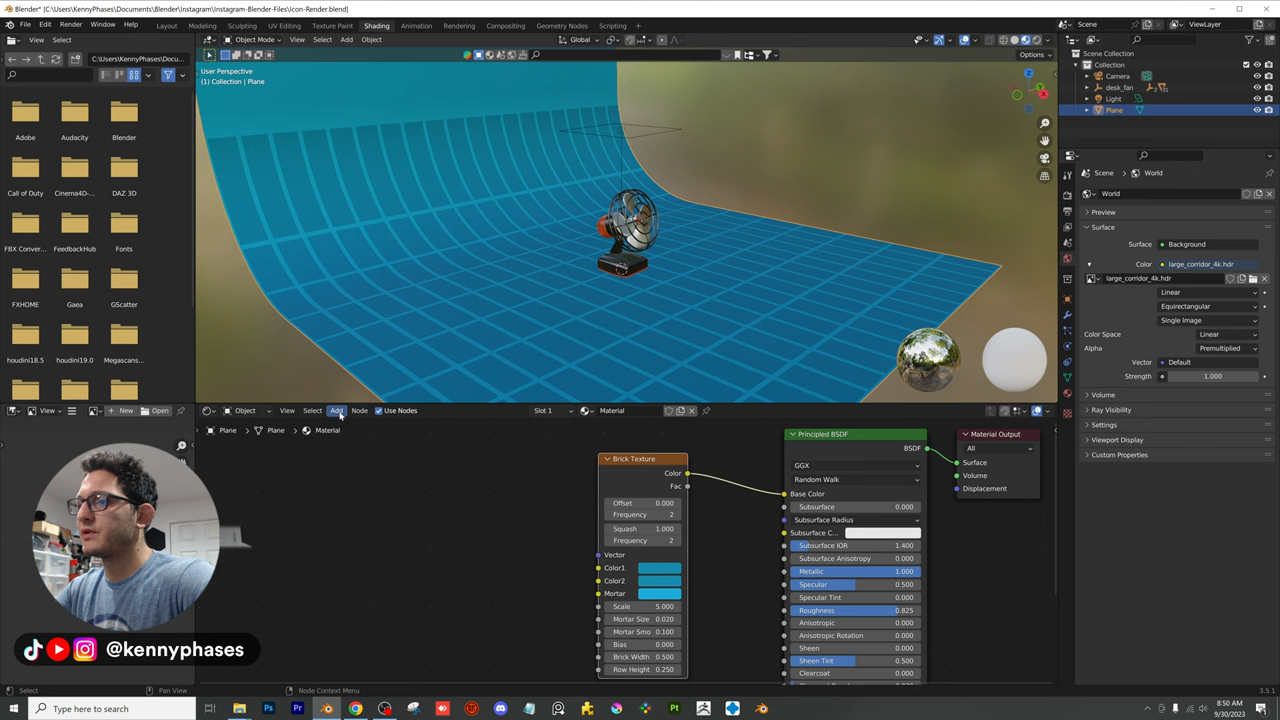 Blender* [C:\Users\KennyPhases\Documents\Blender\Instagram\Instagram-Blender-Files\Icon-Render.blend]
File Edit Render Window Help Layout Modeling Sculpting UV Editing Texture Paint Shading Animation Rendering Compositing Geometry Nodes Scripting + Scene ViewLayer
View Select Object Mode View Select Add Object Global
C:\Users\KennyPhases\Docu... Options
Scene Collection
Collection
Camera
desk_fan
Light
Plane
User Perspective
(1) Collection | Plane
Adobe Audacity Blender
Call of Duty Cinema4D-... DAZ 3D
FBX Conver... FeedbackHub Fonts
FXHOME Gaea GScatter
houdini18.5 houdini19.0 Megascans...
Scene World
World
Preview
Surface
Surface Background
Color large_corridor_4k.hdr
large_corridor_4k.hdr
Linear
Equirectangular
Single Image
Color Space Linear
Alpha Premultiplied
Vector Default
Strength 1.000
Volume
Ray Visibility
Settings
Viewport Display
Custom Properties
View New Open Object View Select Add Node Use Nodes Slot 1 Material
Plane Plane Material
Brick Texture
Color
Fac
Offset 0.000
Frequency 2
Squash 1.000
Frequency 2
Vector
Color1
Color2
Mortar
Scale 5.000
Mortar Size 0.020
Mortar Smo 0.100
Bias 0.000
Brick Width 0.500
Row Height 0.250
Principled BSDF
BSDF
GGX
Random Walk
Base Color
Subsurface 0.000
Subsurface Radius
Subsurface C...
Subsurface IOR 1.400
Subsurface Anisotropy 0.000
Metallic 1.000
Specular 0.500
Specular Tint 0.000
Roughness 0.825
Anisotropic 0.000
Anisotropic Rotation 0.000
Sheen 0.000
Sheen Tint 0.500
Clearcoat 0.000
Material Output
All
Surface
Volume
Displacement
@kennyphases
Select Pan View Node Context Menu 3.5.1
Type here to search
8:50 AM
9/30/2023